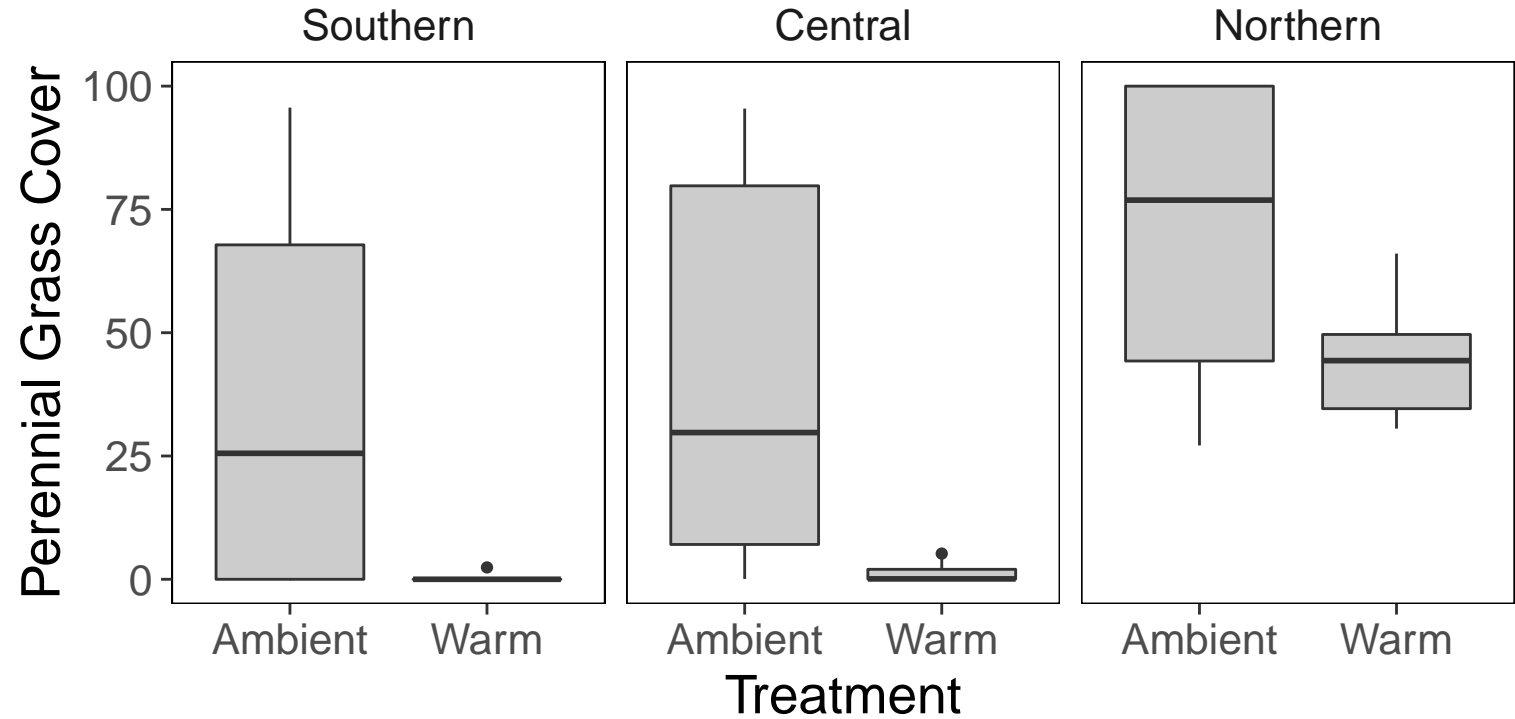 Southern
Central
Northern
Perennial Grass Cover
100
75
50
25
0
Ambient
Warm
Ambient
Warm
Ambient
Warm
Treatment